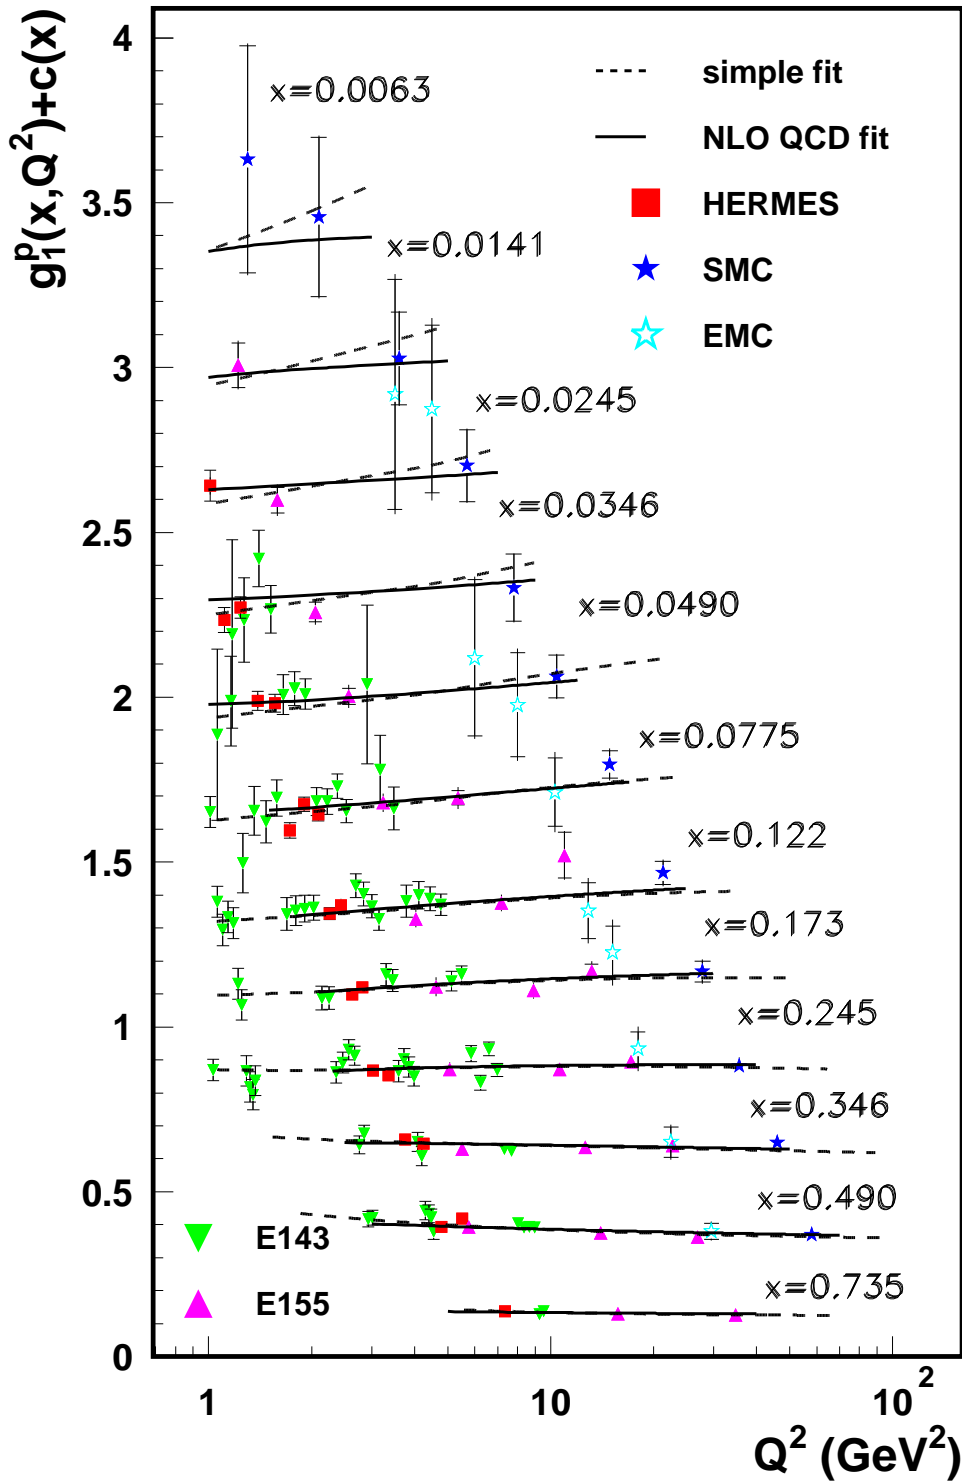 g₁ᵖ(x,Q²)+c(x)
4
3.5
3
2.5
2
1.5
1
0.5
0
x=0.0063
x=0.0141
x=0.0245
x=0.0346
x=0.0490
x=0.0775
x=0.122
x=0.173
x=0.245
x=0.346
x=0.490
x=0.735
simple fit
NLO QCD fit
HERMES
SMC
EMC
E143
E155
1
10
10²
Q² (GeV²)